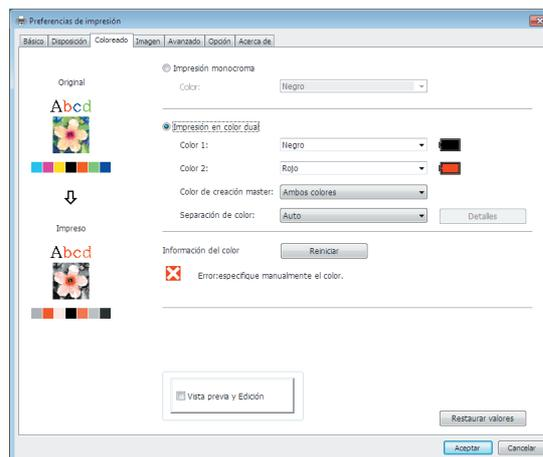 Preferencias de impresión
Básico Disposición Coloreado Imagen Avanzado Opción Acerca de
Original
Abcd
Impreso
Abcd
Impresión monocroma
Color: Negro
Impresión en color dual
Color 1: Negro
Color 2: Rojo
Color de creación master: Ambos colores
Separación de color: Auto Detalles
Información del color Reiniciar
Error:especifique manualmente el color.
Vista previa y Edición
Restaurar valores
Aceptar Cancelar